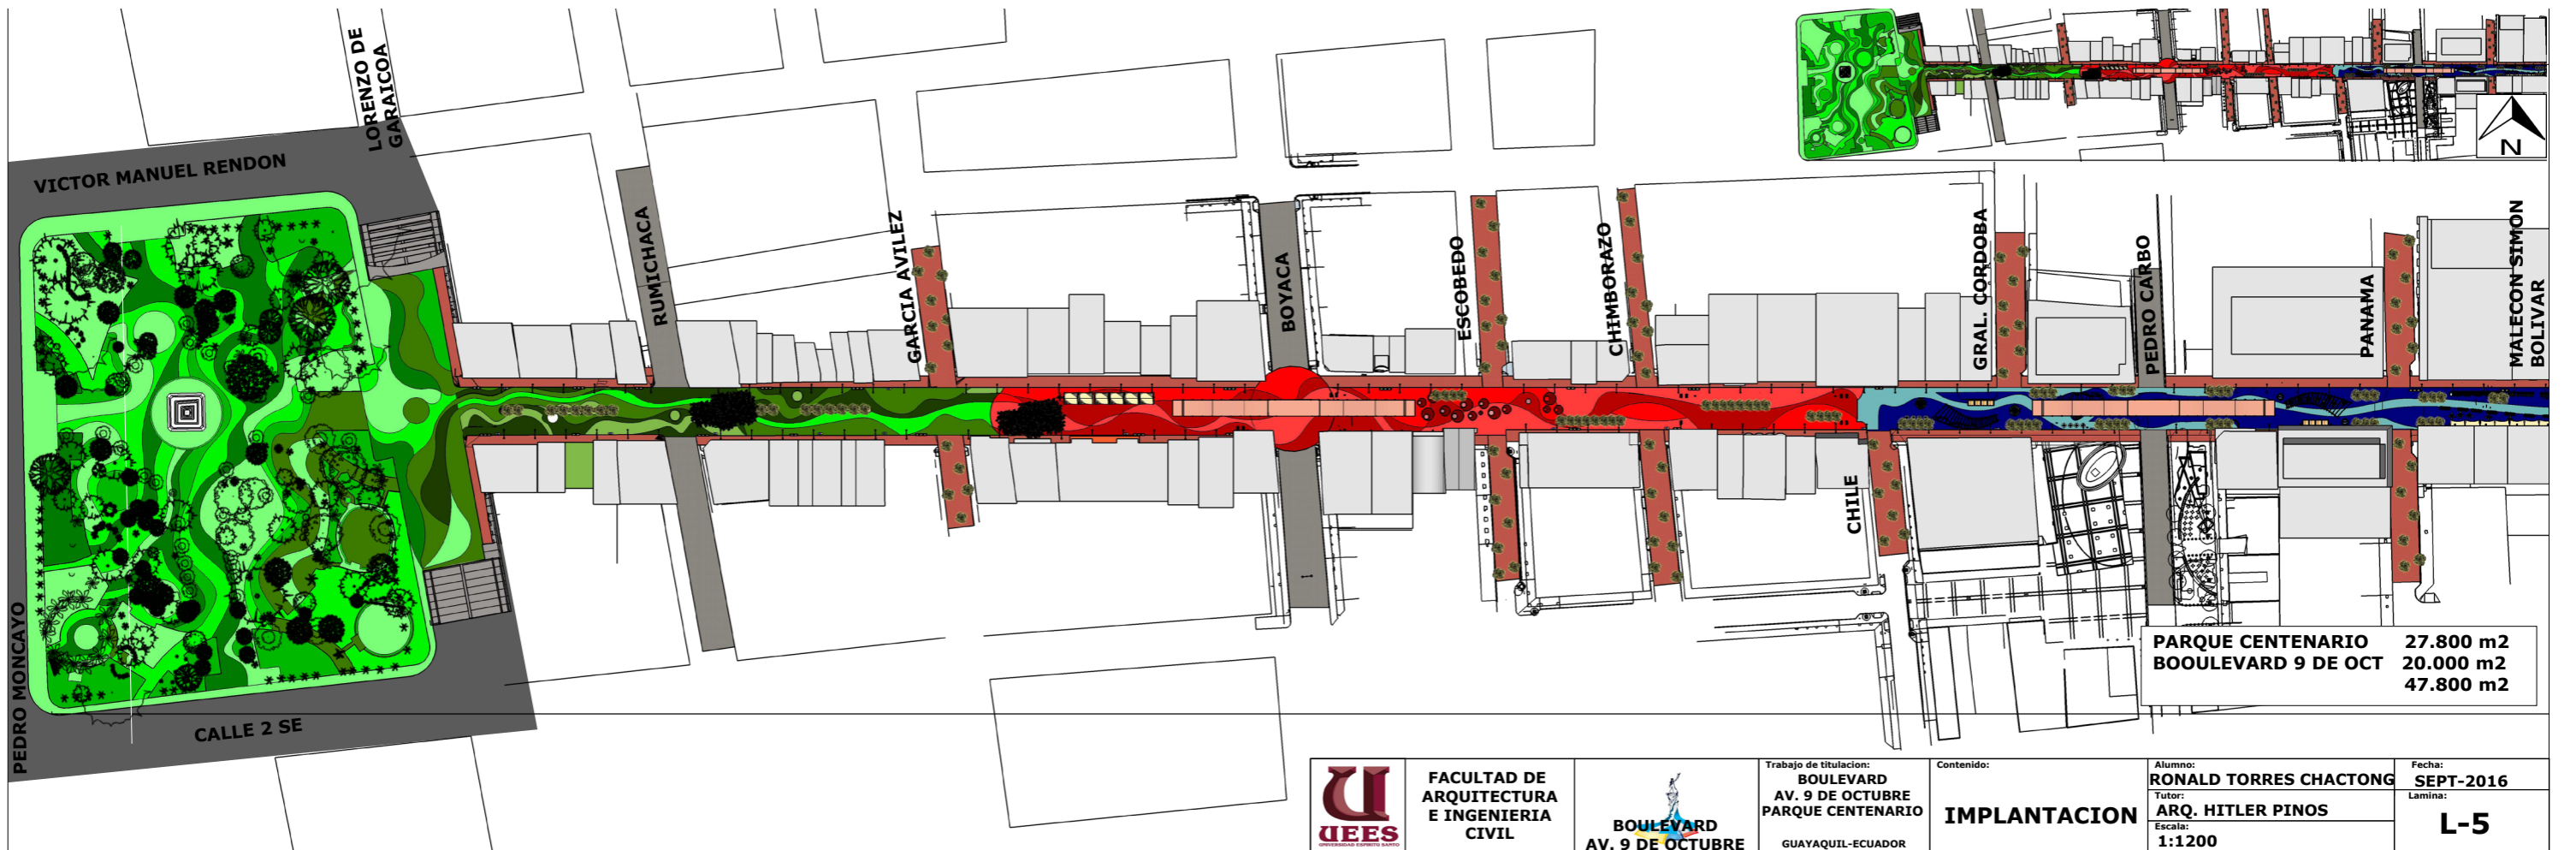 LORENZO DE
GARAICOA
VICTOR MANUEL RENDON
RUMICHACA
GARCIA AVILEZ
BOYACA
ESCOBEDO
CHIMBORAZO
GRAL. CORDOBA
PEDRO CARBO
PANAMA
MALECON SIMON
BOLIVAR
N
CHILE
PEDRO MONCAYO
CALLE 2 SE
PARQUE CENTENARIO 27.800 m2
BOOULEVARD 9 DE OCT 20.000 m2
47.800 m2
UEES
UNIVERSIDAD ESPIRITU SANTO
FACULTAD DE
ARQUITECTURA
E INGENIERIA
CIVIL
BOULEVARD
AV. 9 DE OCTUBRE
Trabajo de titulacion:
BOULEVARD
AV. 9 DE OCTUBRE
PARQUE CENTENARIO
GUAYAQUIL-ECUADOR
Contenido:
IMPLANTACION
Alumno:
RONALD TORRES CHACTONG
Tutor:
ARQ. HITLER PINOS
Escala:
1:1200
Fecha:
SEPT-2016
Lamina:
L-5